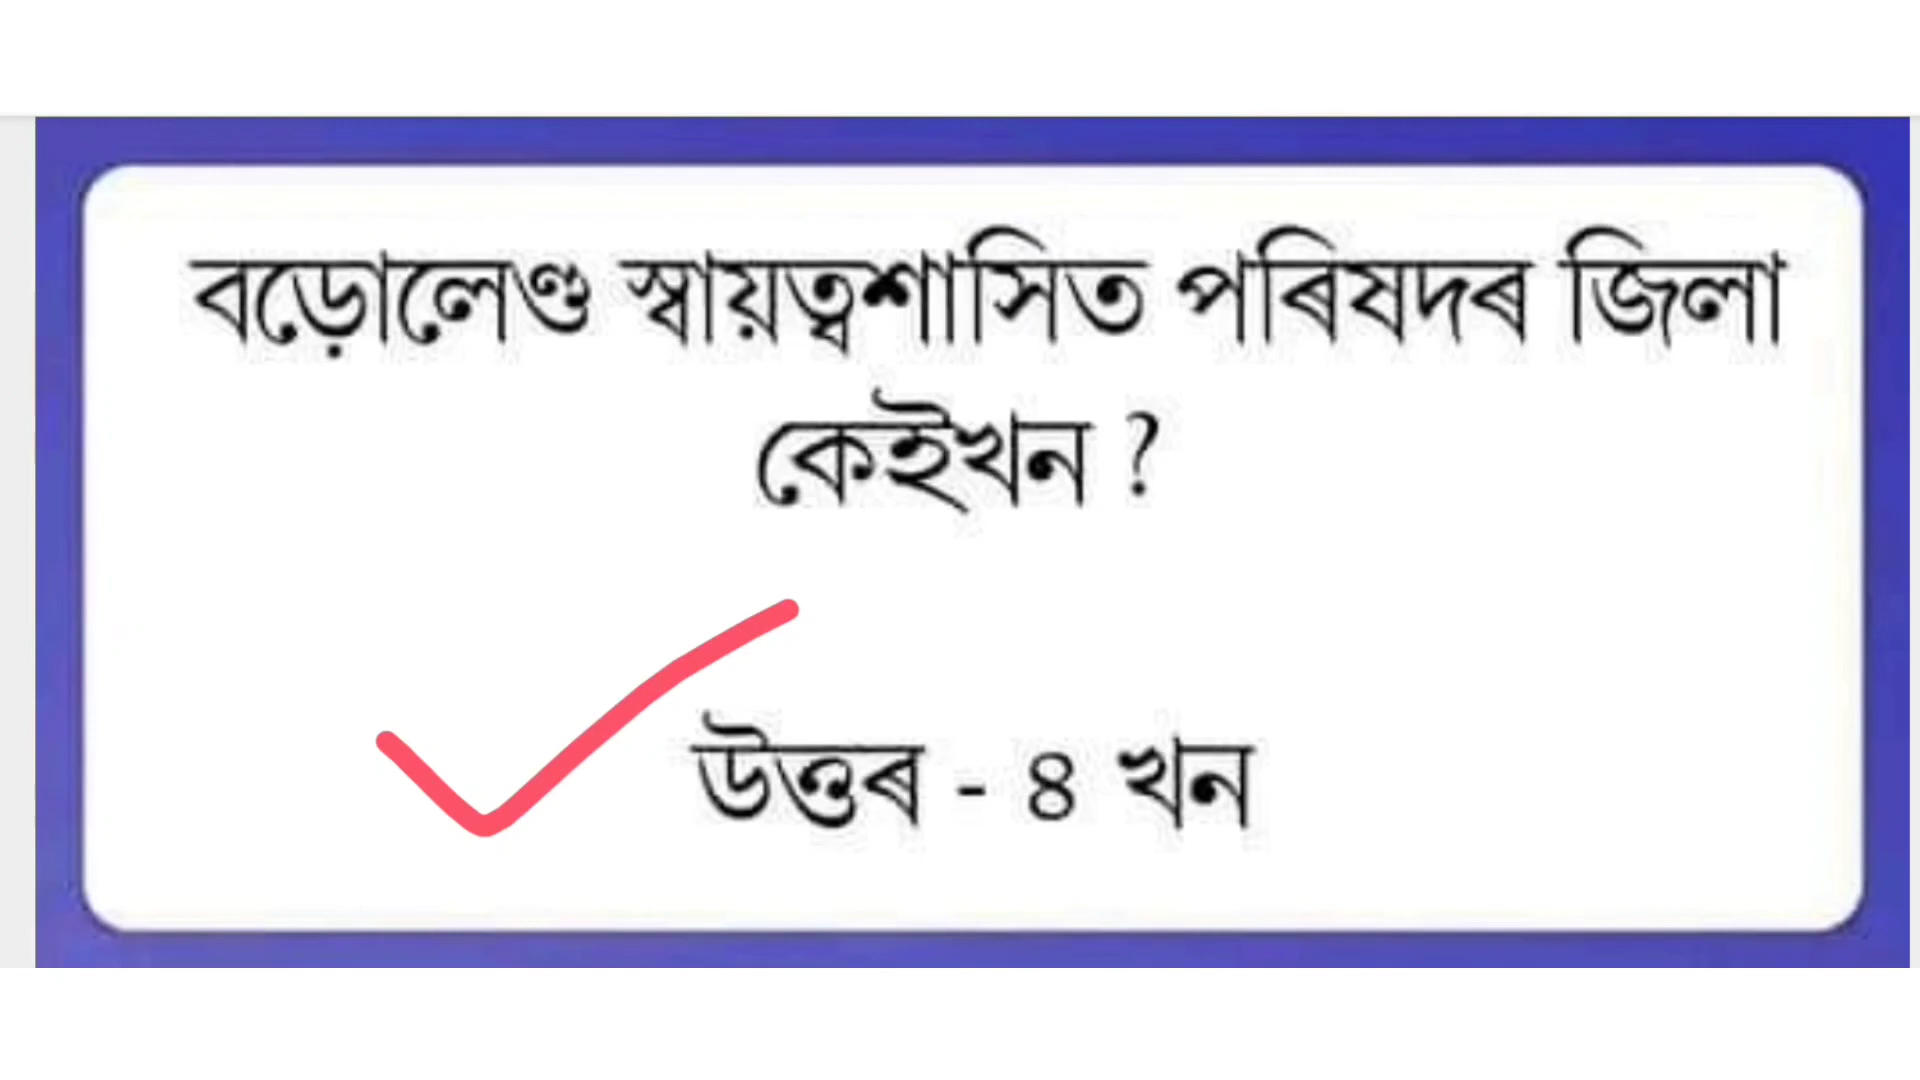 বড়োলেণ্ড স্বায়ত্বশাসিত পৰিষদৰ জিলা
কেইখন ?
উত্তৰ - ৪ খন